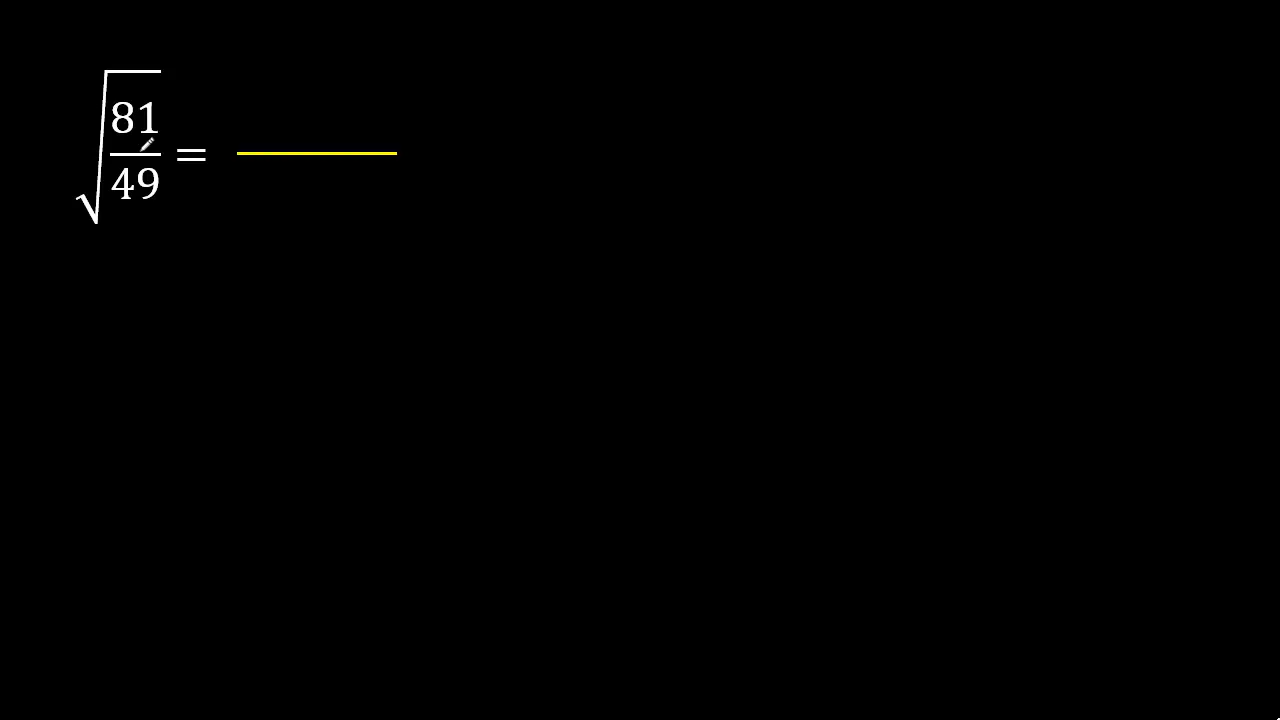 √(81/49) =